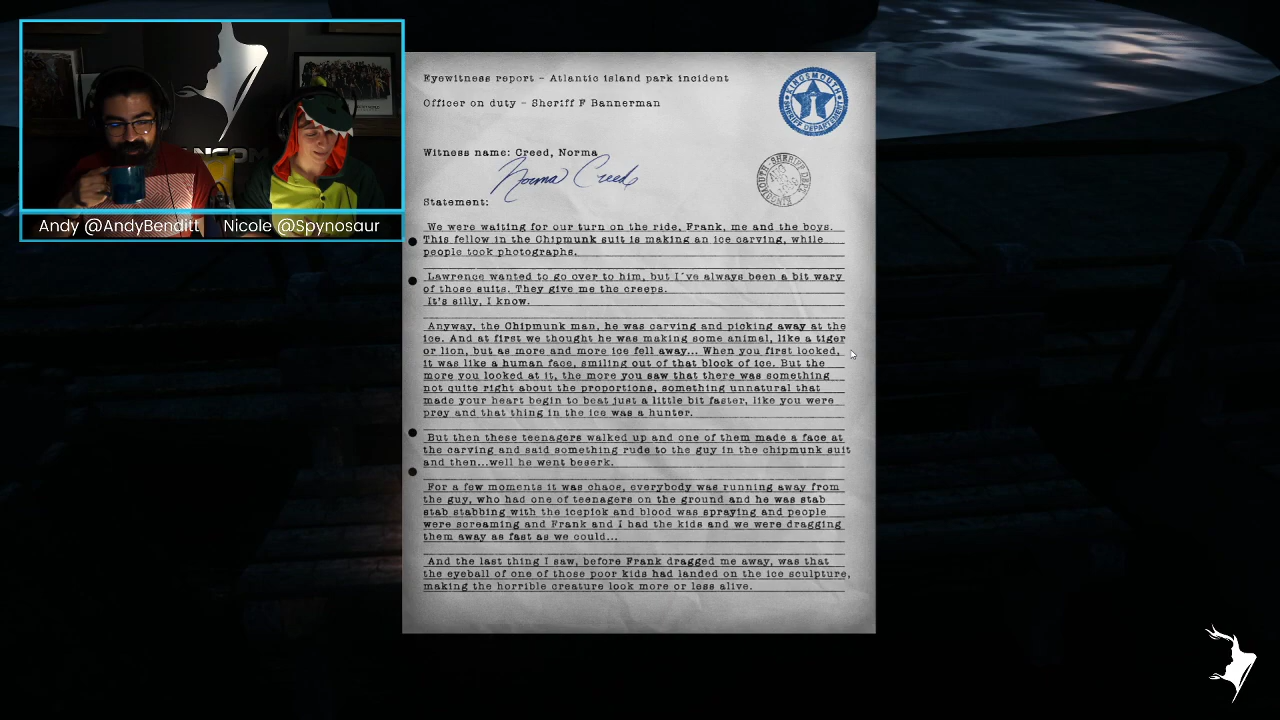 Eyewitness report - Atlantic island park incident
Officer on duty - Sheriff F Bannerman
KINGSMOUTH
SHERIFF DEPARTMENT
Witness name: Creed, Norma
Norma Creed
Statement:
We were waiting for our turn on the ride, Frank, me and the boys.
This fellow in the Chipmunk suit is making an ice carving, while
people took photographs.
Lawrence wanted to go over to him, but I´ve always been a bit wary
of those suits. They give me the creeps.
It's silly, I know.
Anyway, the Chipmunk man, he was carving and picking away at the
ice. And at first we thought he was making some animal, like a tiger
or lion, but as more and more ice fell away... When you first looked,
it was like a human face, smiling out of that block of ice. But the
more you looked at it, the more you saw that there was something
not quite right about the proportions, something unnatural that
made your heart begin to beat just a little bit faster, like you were
prey and that thing in the ice was a hunter.
But then these teenagers walked up and one of them made a face at
the carving and said something rude to the guy in the chipmunk suit
and then...well he went beserk.
For a few moments it was chaos, everybody was running away from
the guy, who had one of teenagers on the ground and he was stab
stab stabbing with the icepick and blood was spraying and people
were screaming and Frank and I had the kids and we were dragging
them away as fast as we could...
And the last thing I saw, before Frank dragged me away, was that
the eyeball of one of those poor kids had landed on the ice sculpture,
making the horrible creature look more or less alive.
Andy @AndyBenditt
Nicole @Spynosaur